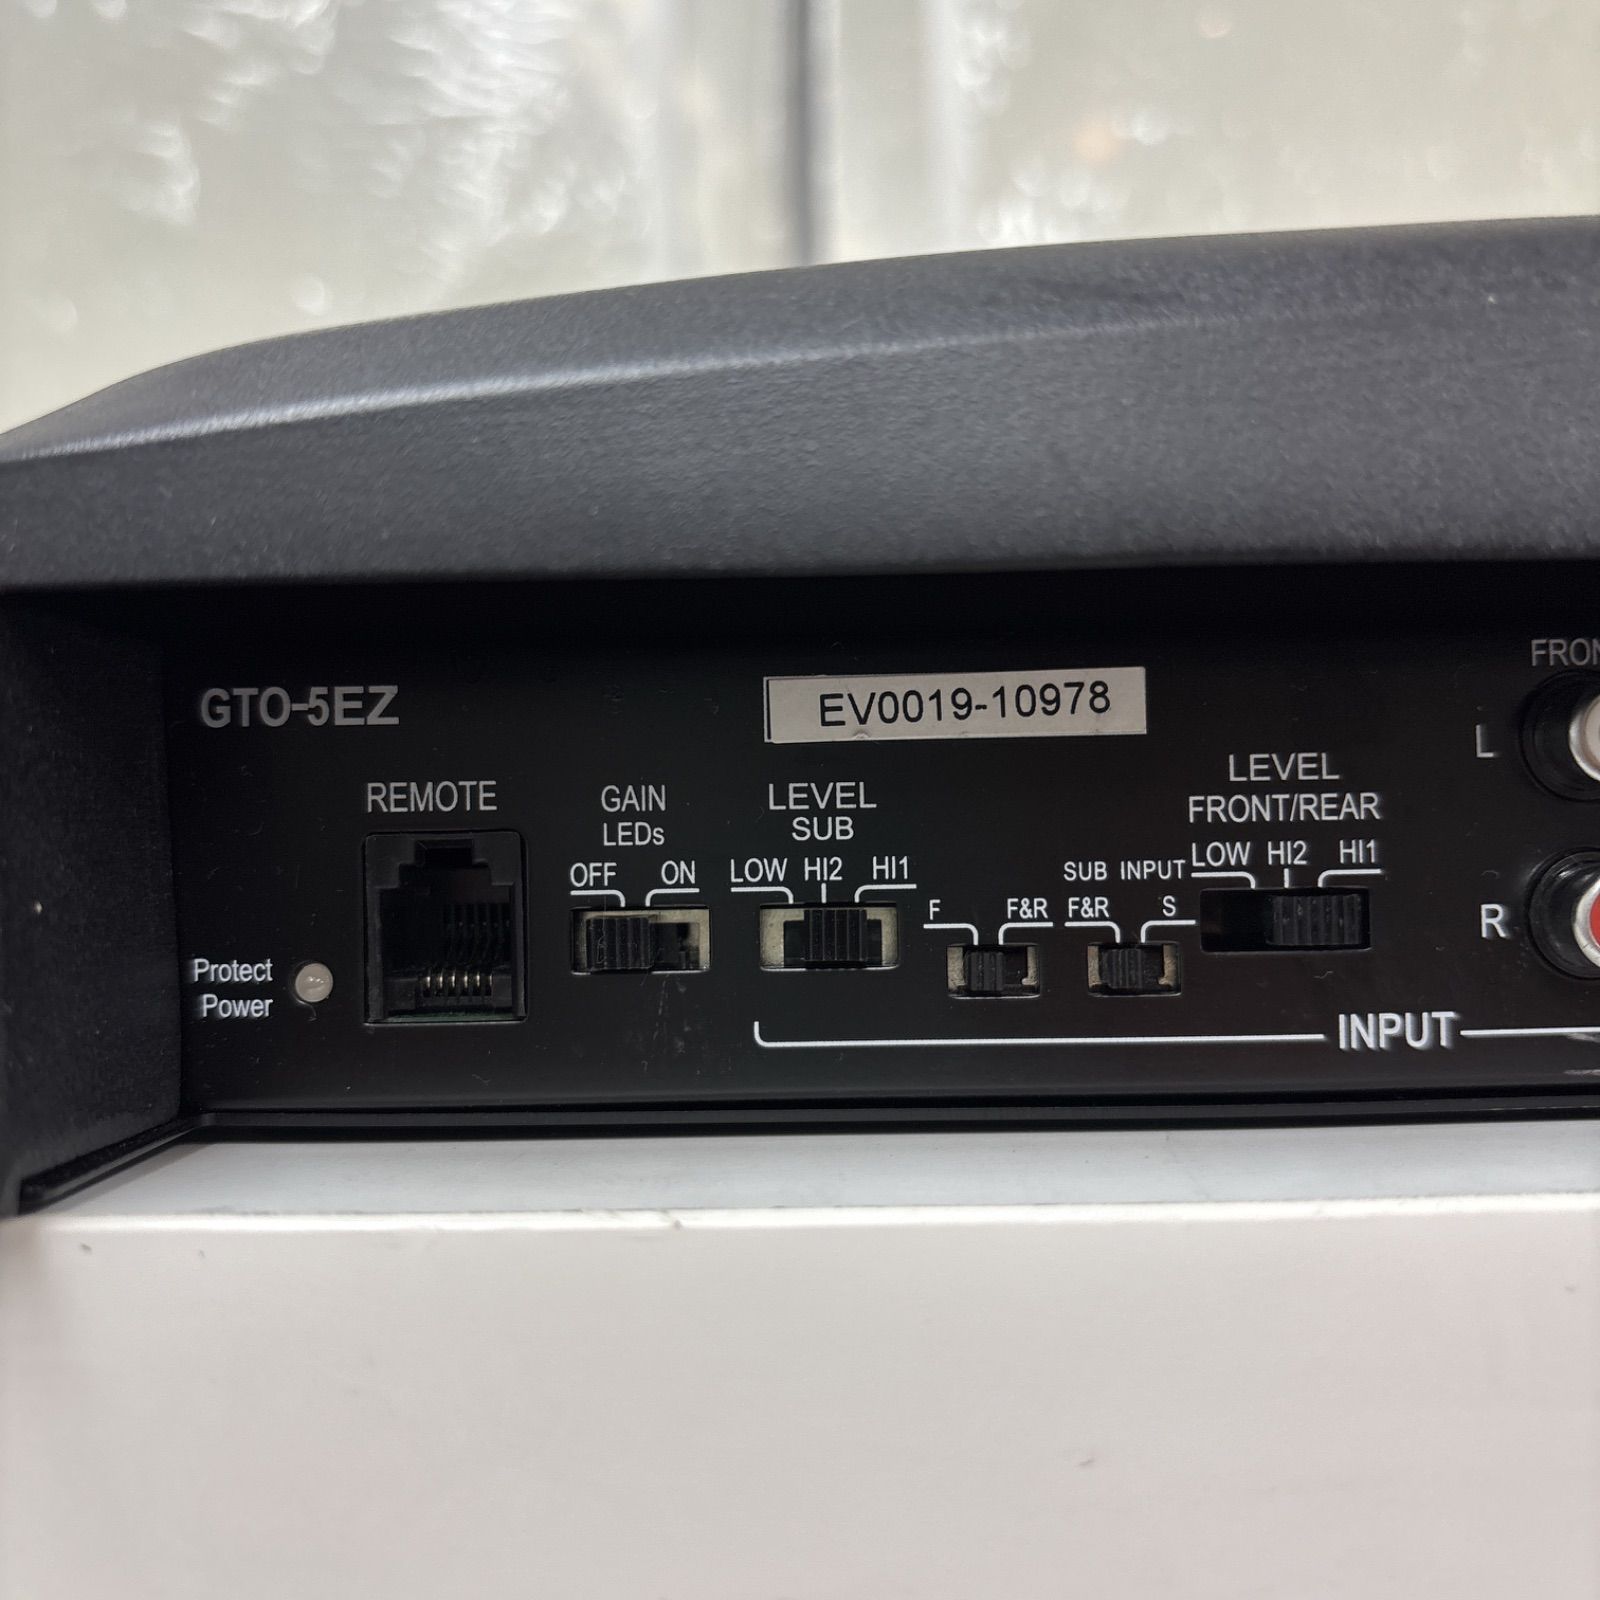 GTO-5EZ
EV0019-10978
FRON
L
R
REMOTE
GAIN
LEDs
OFF ON
LEVEL
SUB
LOW HI2 HI1
F F&R
SUB INPUT
F&R S
LEVEL
FRONT/REAR
LOW HI2 HI1
Protect
Power
INPUT